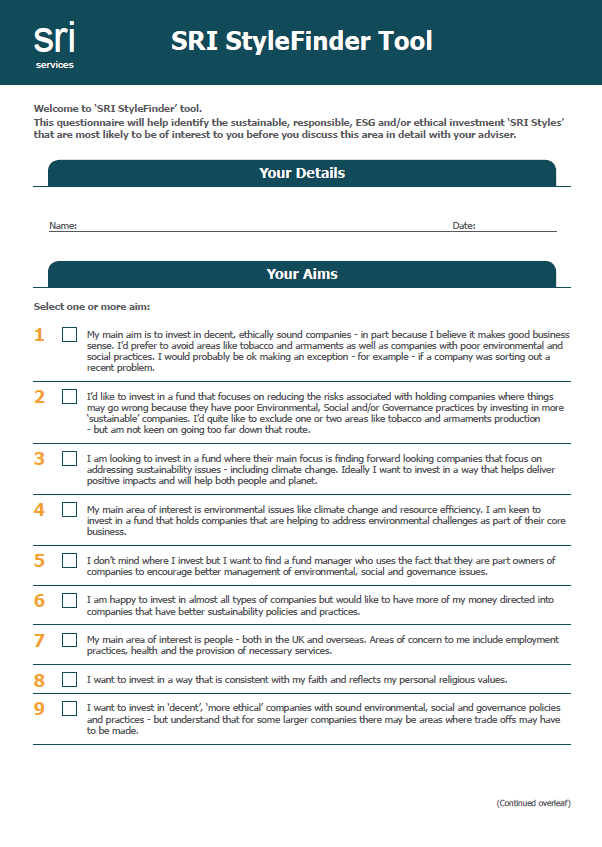 sri
services
SRI StyleFinder Tool
Welcome to ‘SRI StyleFinder’ tool.
This questionnaire will help identify the sustainable, responsible, ESG and/or ethical investment ‘SRI Styles’
that are most likely to be of interest to you before you discuss this area in detail with your adviser.
Your Details
Name:
Date:
Your Aims
Select one or more aim:
1
My main aim is to invest in decent, ethically sound companies - in part because I believe it makes good business
sense. I’d prefer to avoid areas like tobacco and armaments as well as companies with poor environmental and
social practices. I would probably be ok making an exception - for example - if a company was sorting out a
recent problem.
2
I’d like to invest in a fund that focuses on reducing the risks associated with holding companies where things
may go wrong because they have poor Environmental, Social and/or Governance practices by investing in more
‘sustainable’ companies. I’d quite like to exclude one or two areas like tobacco and armaments production
- but am not keen on going too far down that route.
3
I am looking to invest in a fund where their main focus is finding forward looking companies that focus on
addressing sustainability issues - including climate change. Ideally I want to invest in a way that helps deliver
positive impacts and will help both people and planet.
4
My main area of interest is environmental issues like climate change and resource efficiency. I am keen to
invest in a fund that holds companies that are helping to address environmental challenges as part of their core
business.
5
I don’t mind where I invest but I want to find a fund manager who uses the fact that they are part owners of
companies to encourage better management of environmental, social and governance issues.
6
I am happy to invest in almost all types of companies but would like to have more of my money directed into
companies that have better sustainability policies and practices.
7
My main area of interest is people - both in the UK and overseas. Areas of concern to me include employment
practices, health and the provision of necessary services.
8
I want to invest in a way that is consistent with my faith and reflects my personal religious values.
9
I want to invest in ‘decent’, ‘more ethical’ companies with sound environmental, social and governance policies
and practices - but understand that for some larger companies there may be areas where trade offs may have
to be made.
(Continued overleaf)